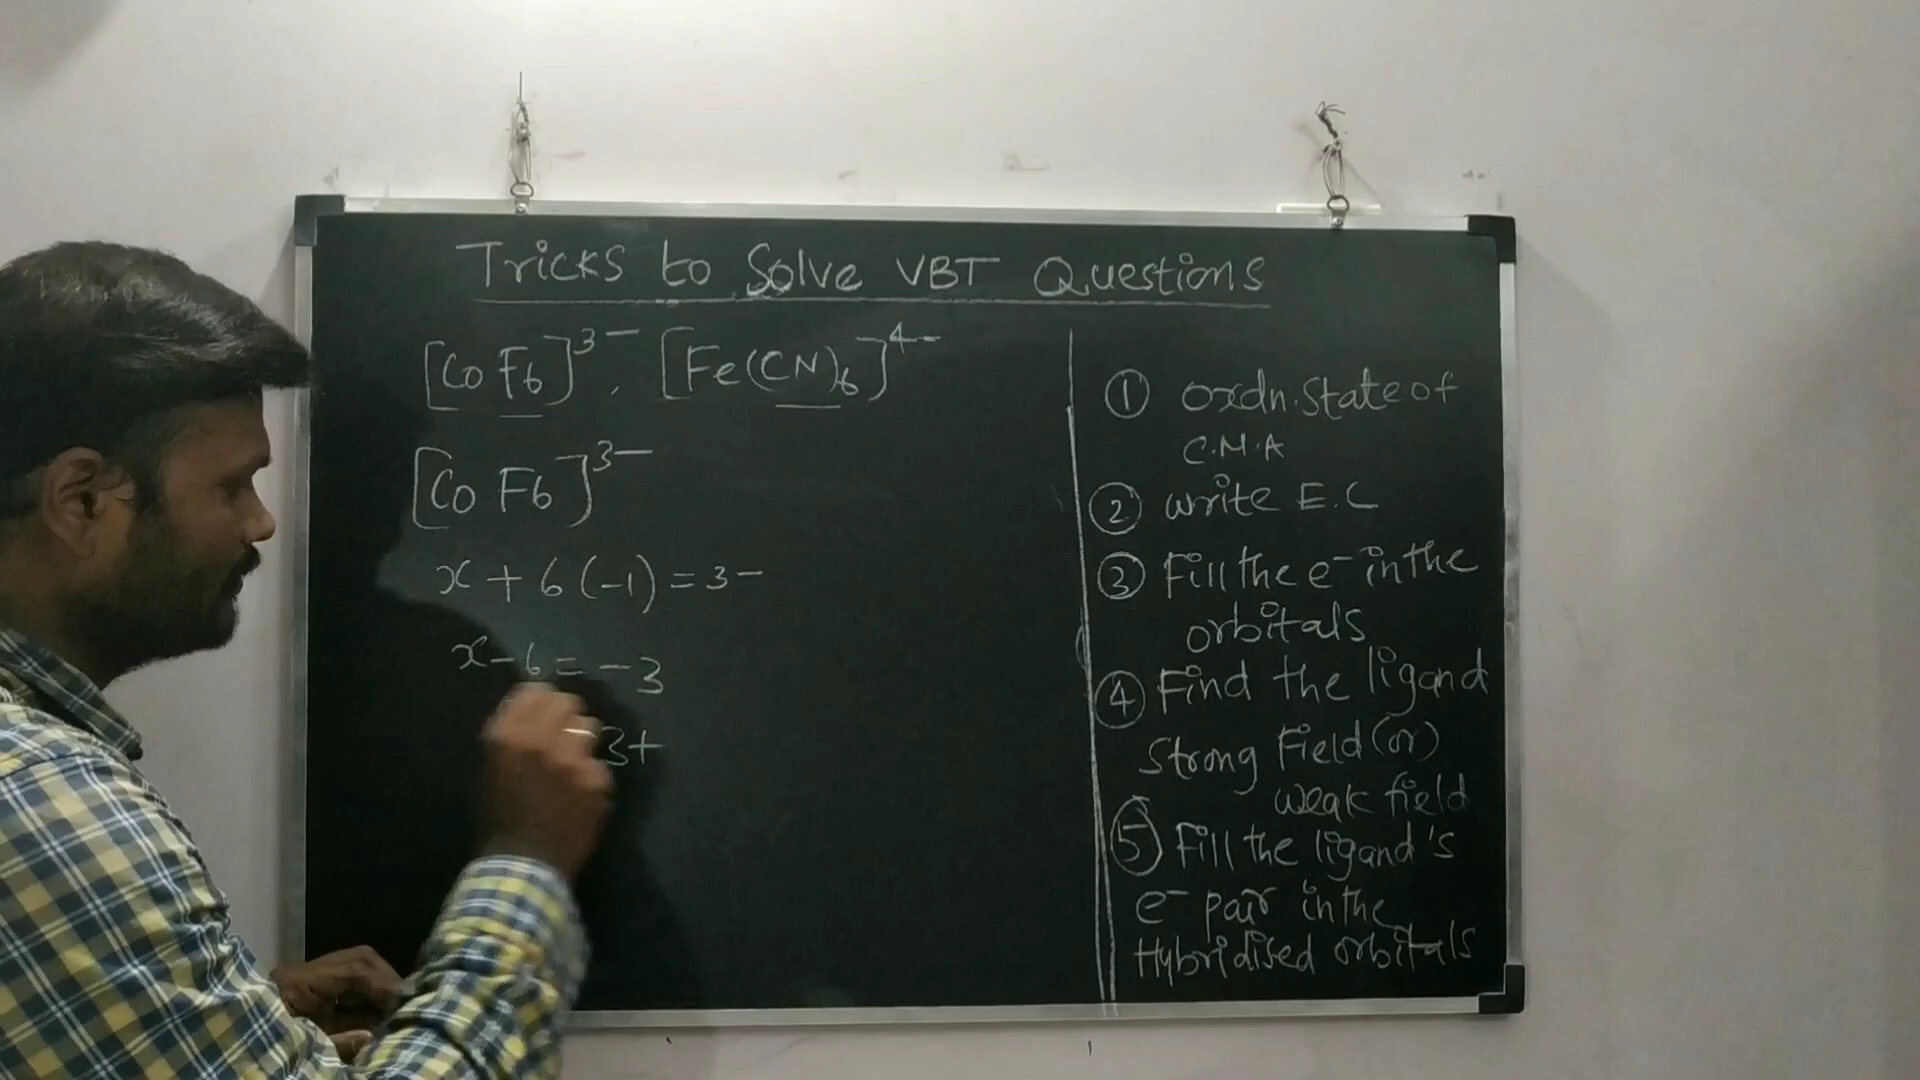 Tricks to Solve VBT Questions
[CoF6]3-, [Fe(CN)6]4-
[CoF6]3-
x + 6(-1) = 3-
x - 6 = -3
3+
① oxdn. state of
C.M.A
② write E.C
③ Fill the e- in the
orbitals
④ Find the ligand
Strong Field (or)
weak field
⑤ Fill the ligand's
e- pair in the
Hybridised orbitals